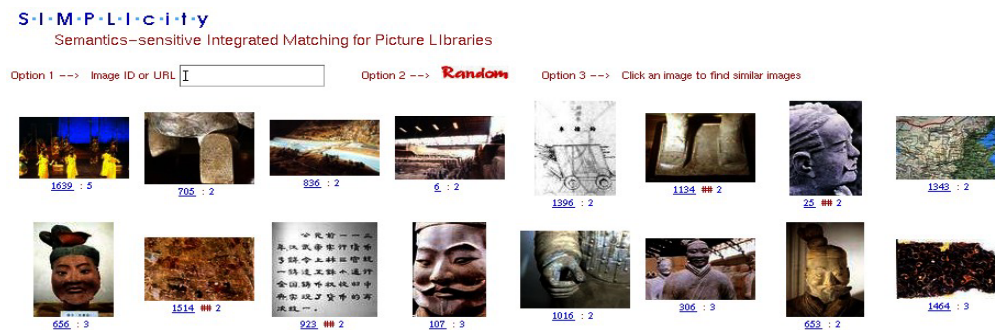 S·I·M·P·L·I·c·i·t·y
Semantics-sensitive Integrated Matching for Picture LIbraries
Option 1 --> Image ID or URL
Option 2 --> Random
Option 3 --> Click an image to find similar images
1639 : 5
705 : 2
836 : 2
6 : 2
1396 : 2
1134 ## 2
25 ## 2
1343 : 2
656 : 3
1514 ## 2
923 ## 2
107 : 3
1016 : 2
306 : 3
653 : 2
1464 : 3